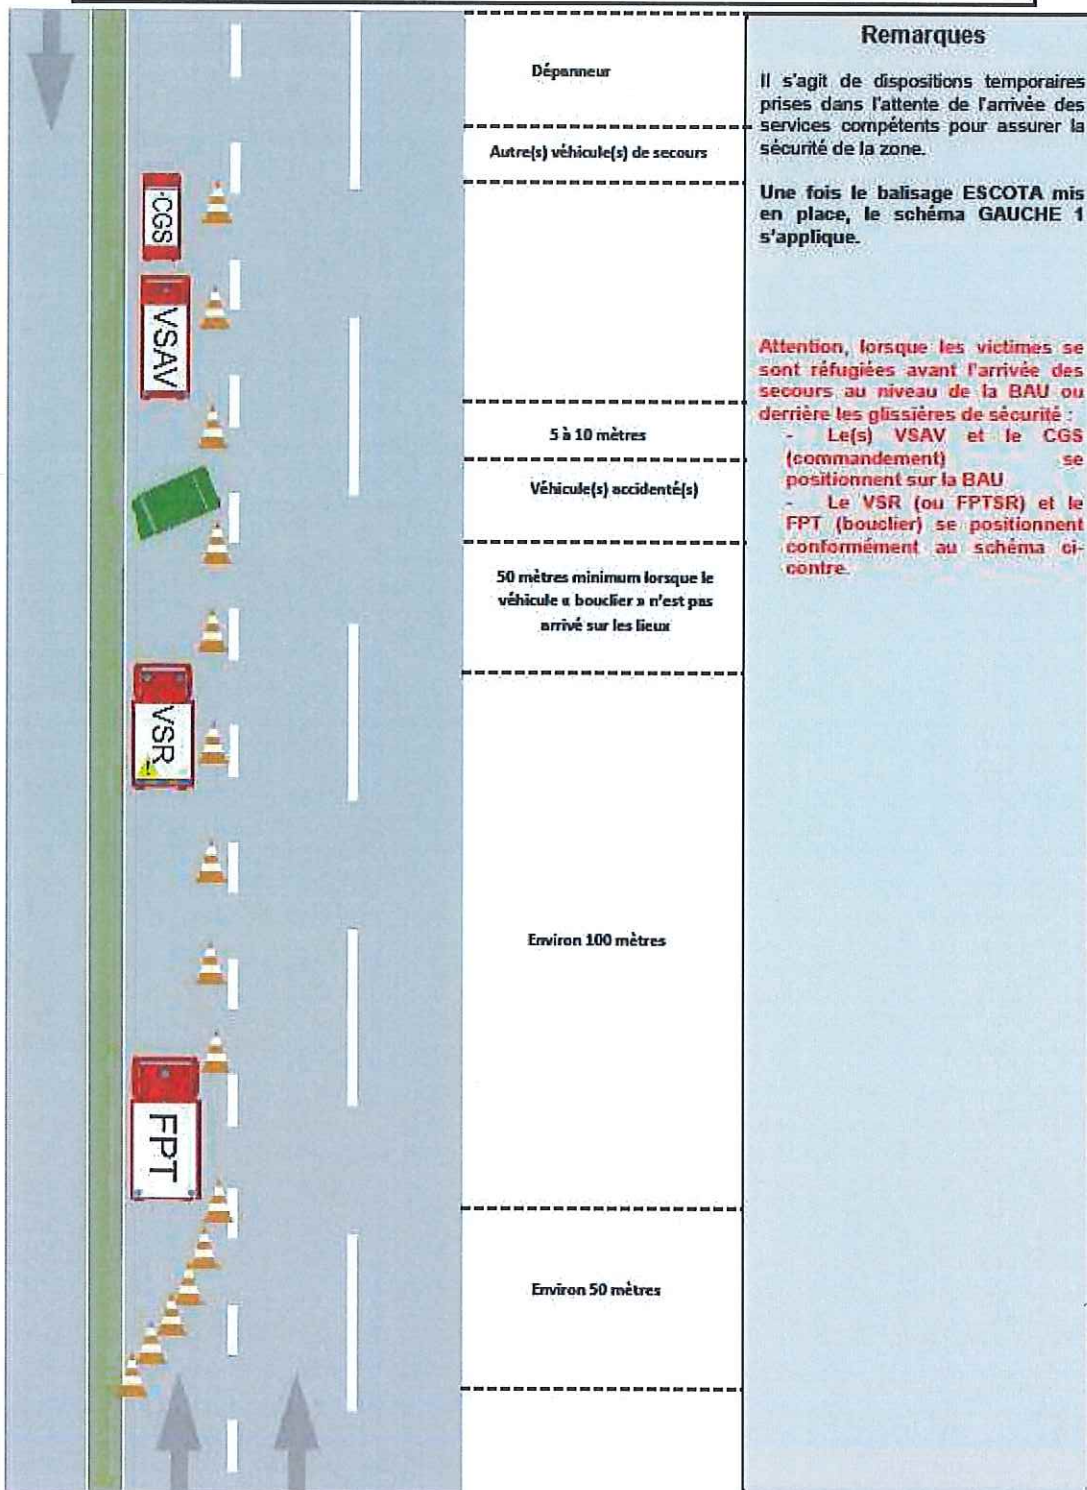 Dépanneur
Autre(s) véhicule(s) de secours
5 à 10 mètres
Véhicule(s) accidenté(s)
50 mètres minimum lorsque le
véhicule « bouclier » n'est pas
arrivé sur les lieux
Environ 100 mètres
Environ 50 mètres
CGS
VSAV
VSR
FPT
Remarques
Il s'agit de dispositions temporaires
prises dans l'attente de l'arrivée des
services compétents pour assurer la
sécurité de la zone.
Une fois le balisage ESCOTA mis
en place, le schéma GAUCHE 1
s'applique.
Attention, lorsque les victimes se
sont réfugiées avant l'arrivée des
secours au niveau de la BAU ou
derrière les glissières de sécurité :
- Le(s) VSAV et le CGS
(commandement) se
positionnent sur la BAU
- Le VSR (ou FPTSR) et le
FPT (bouclier) se positionnent
conformément au schéma ci-
contre.